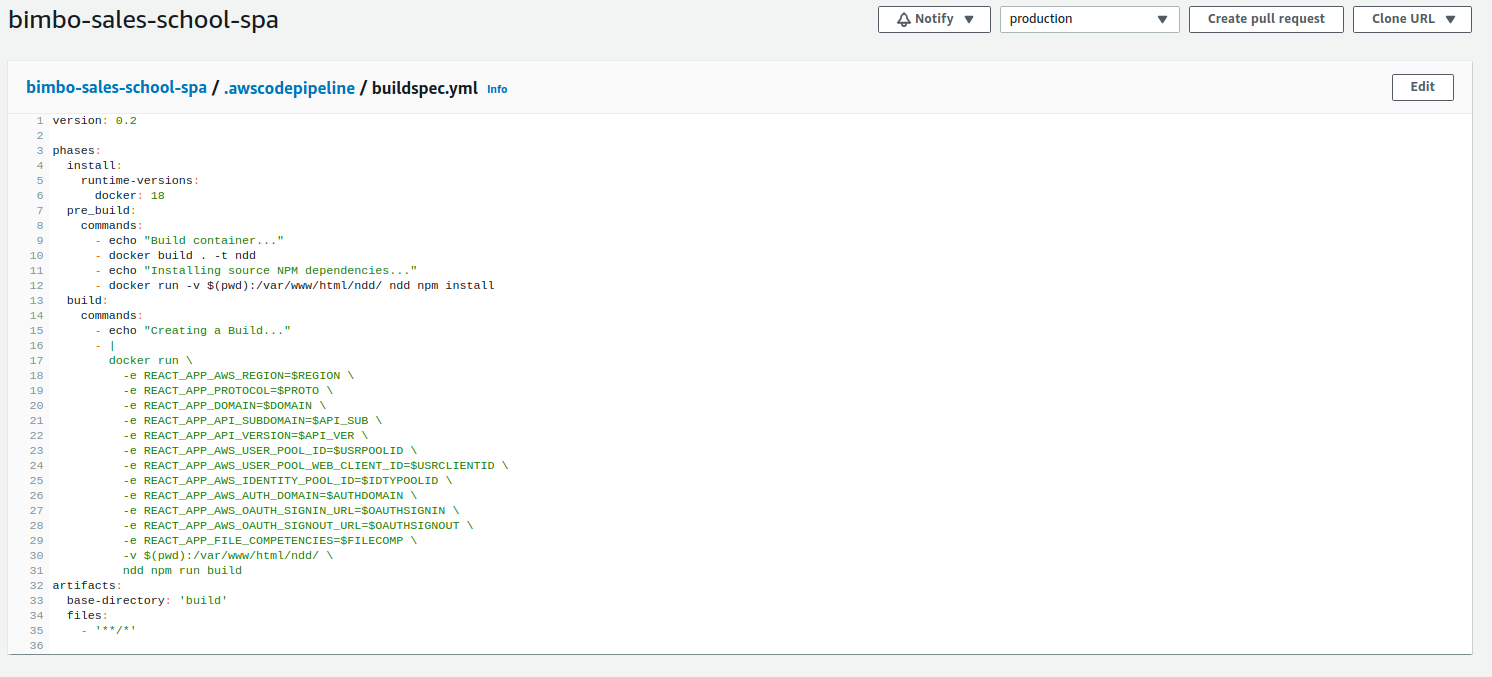 bimbo-sales-school-spa
Notify ▼
production ▼
Create pull request
Clone URL ▼
bimbo-sales-school-spa / .awscodepipeline / buildspec.yml Info
Edit
1 version: 0.2
2
3 phases:
4   install:
5     runtime-versions:
6       docker: 18
7   pre_build:
8     commands:
9       - echo "Build container..."
10       - docker build . -t ndd
11       - echo "Installing source NPM dependencies..."
12       - docker run -v $(pwd):/var/www/html/ndd/ ndd npm install
13   build:
14     commands:
15       - echo "Creating a Build..."
16       - |
17         docker run \
18           -e REACT_APP_AWS_REGION=$REGION \
19           -e REACT_APP_PROTOCOL=$PROTO \
20           -e REACT_APP_DOMAIN=$DOMAIN \
21           -e REACT_APP_API_SUBDOMAIN=$API_SUB \
22           -e REACT_APP_API_VERSION=$API_VER \
23           -e REACT_APP_AWS_USER_POOL_ID=$USRPOOLID \
24           -e REACT_APP_AWS_USER_POOL_WEB_CLIENT_ID=$USRCLIENTID \
25           -e REACT_APP_AWS_IDENTITY_POOL_ID=$IDTYPOOLID \
26           -e REACT_APP_AWS_AUTH_DOMAIN=$AUTHDOMAIN \
27           -e REACT_APP_AWS_OAUTH_SIGNIN_URL=$OAUTHSIGNIN \
28           -e REACT_APP_AWS_OAUTH_SIGNOUT_URL=$OAUTHSIGNOUT \
29           -e REACT_APP_FILE_COMPETENCIES=$FILECOMP \
30           -v $(pwd):/var/www/html/ndd/ \
31           ndd npm run build
32 artifacts:
33   base-directory: 'build'
34   files:
35     - '**/*'
36